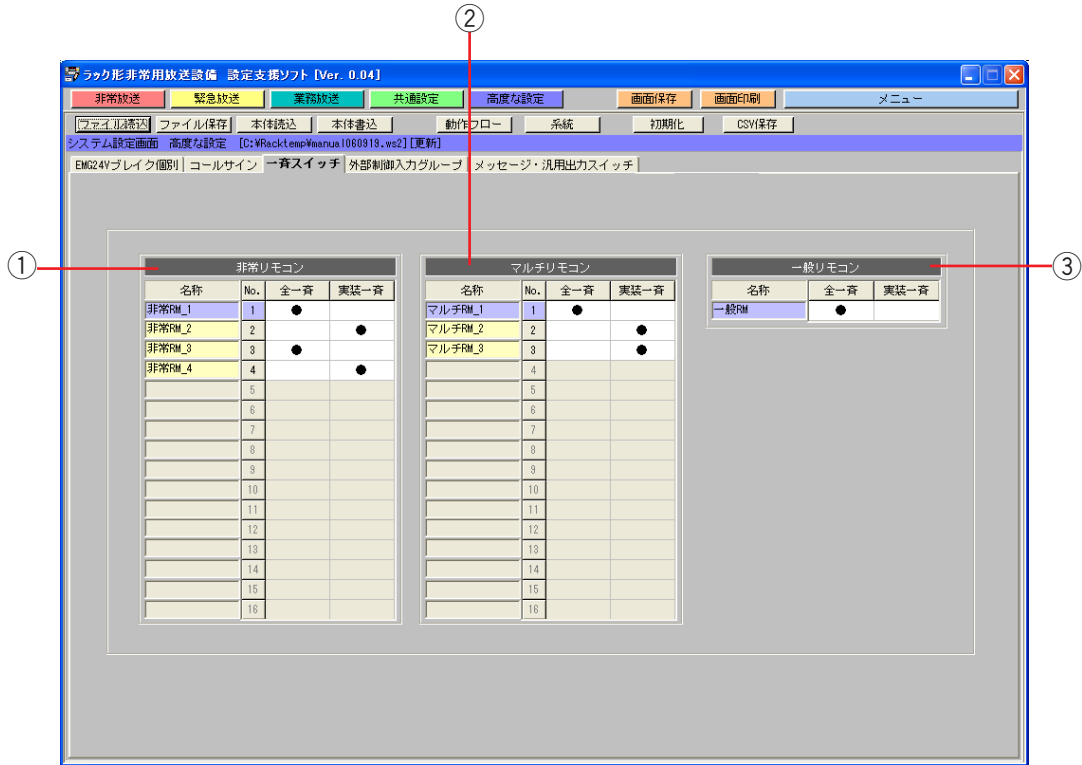 ②
ラック形非常用放送設備 設定支援ソフト [Ver. 0.04]
非常放送 緊急放送 業務放送 共通設定 高度な設定 画面保存 画面印刷 メニュー
ファイル読込 ファイル保存 本体読込 本体書込 動作フロー 系統 初期化 CSV保存
システム設定画面 高度な設定 [C:¥Racktemp¥manual060919.ws2][更新]
EMG24Vブレイク個別 コールサイン 一斉スイッチ 外部制御入力グループ メッセージ・汎用出力スイッチ
① ③
非常リモコン マルチリモコン 一般リモコン
名称 No. 全一斉 実装一斉 名称 No. 全一斉 実装一斉 名称 全一斉 実装一斉
非常RM_1 1 ● マルチRM_1 1 ● 一般RM ●
非常RM_2 2 ● マルチRM_2 2 ●
非常RM_3 3 ● マルチRM_3 3 ●
非常RM_4 4 ● 4
5 5
6 6
7 7
8 8
9 9
10 10
11 11
12 12
13 13
14 14
15 15
16 16